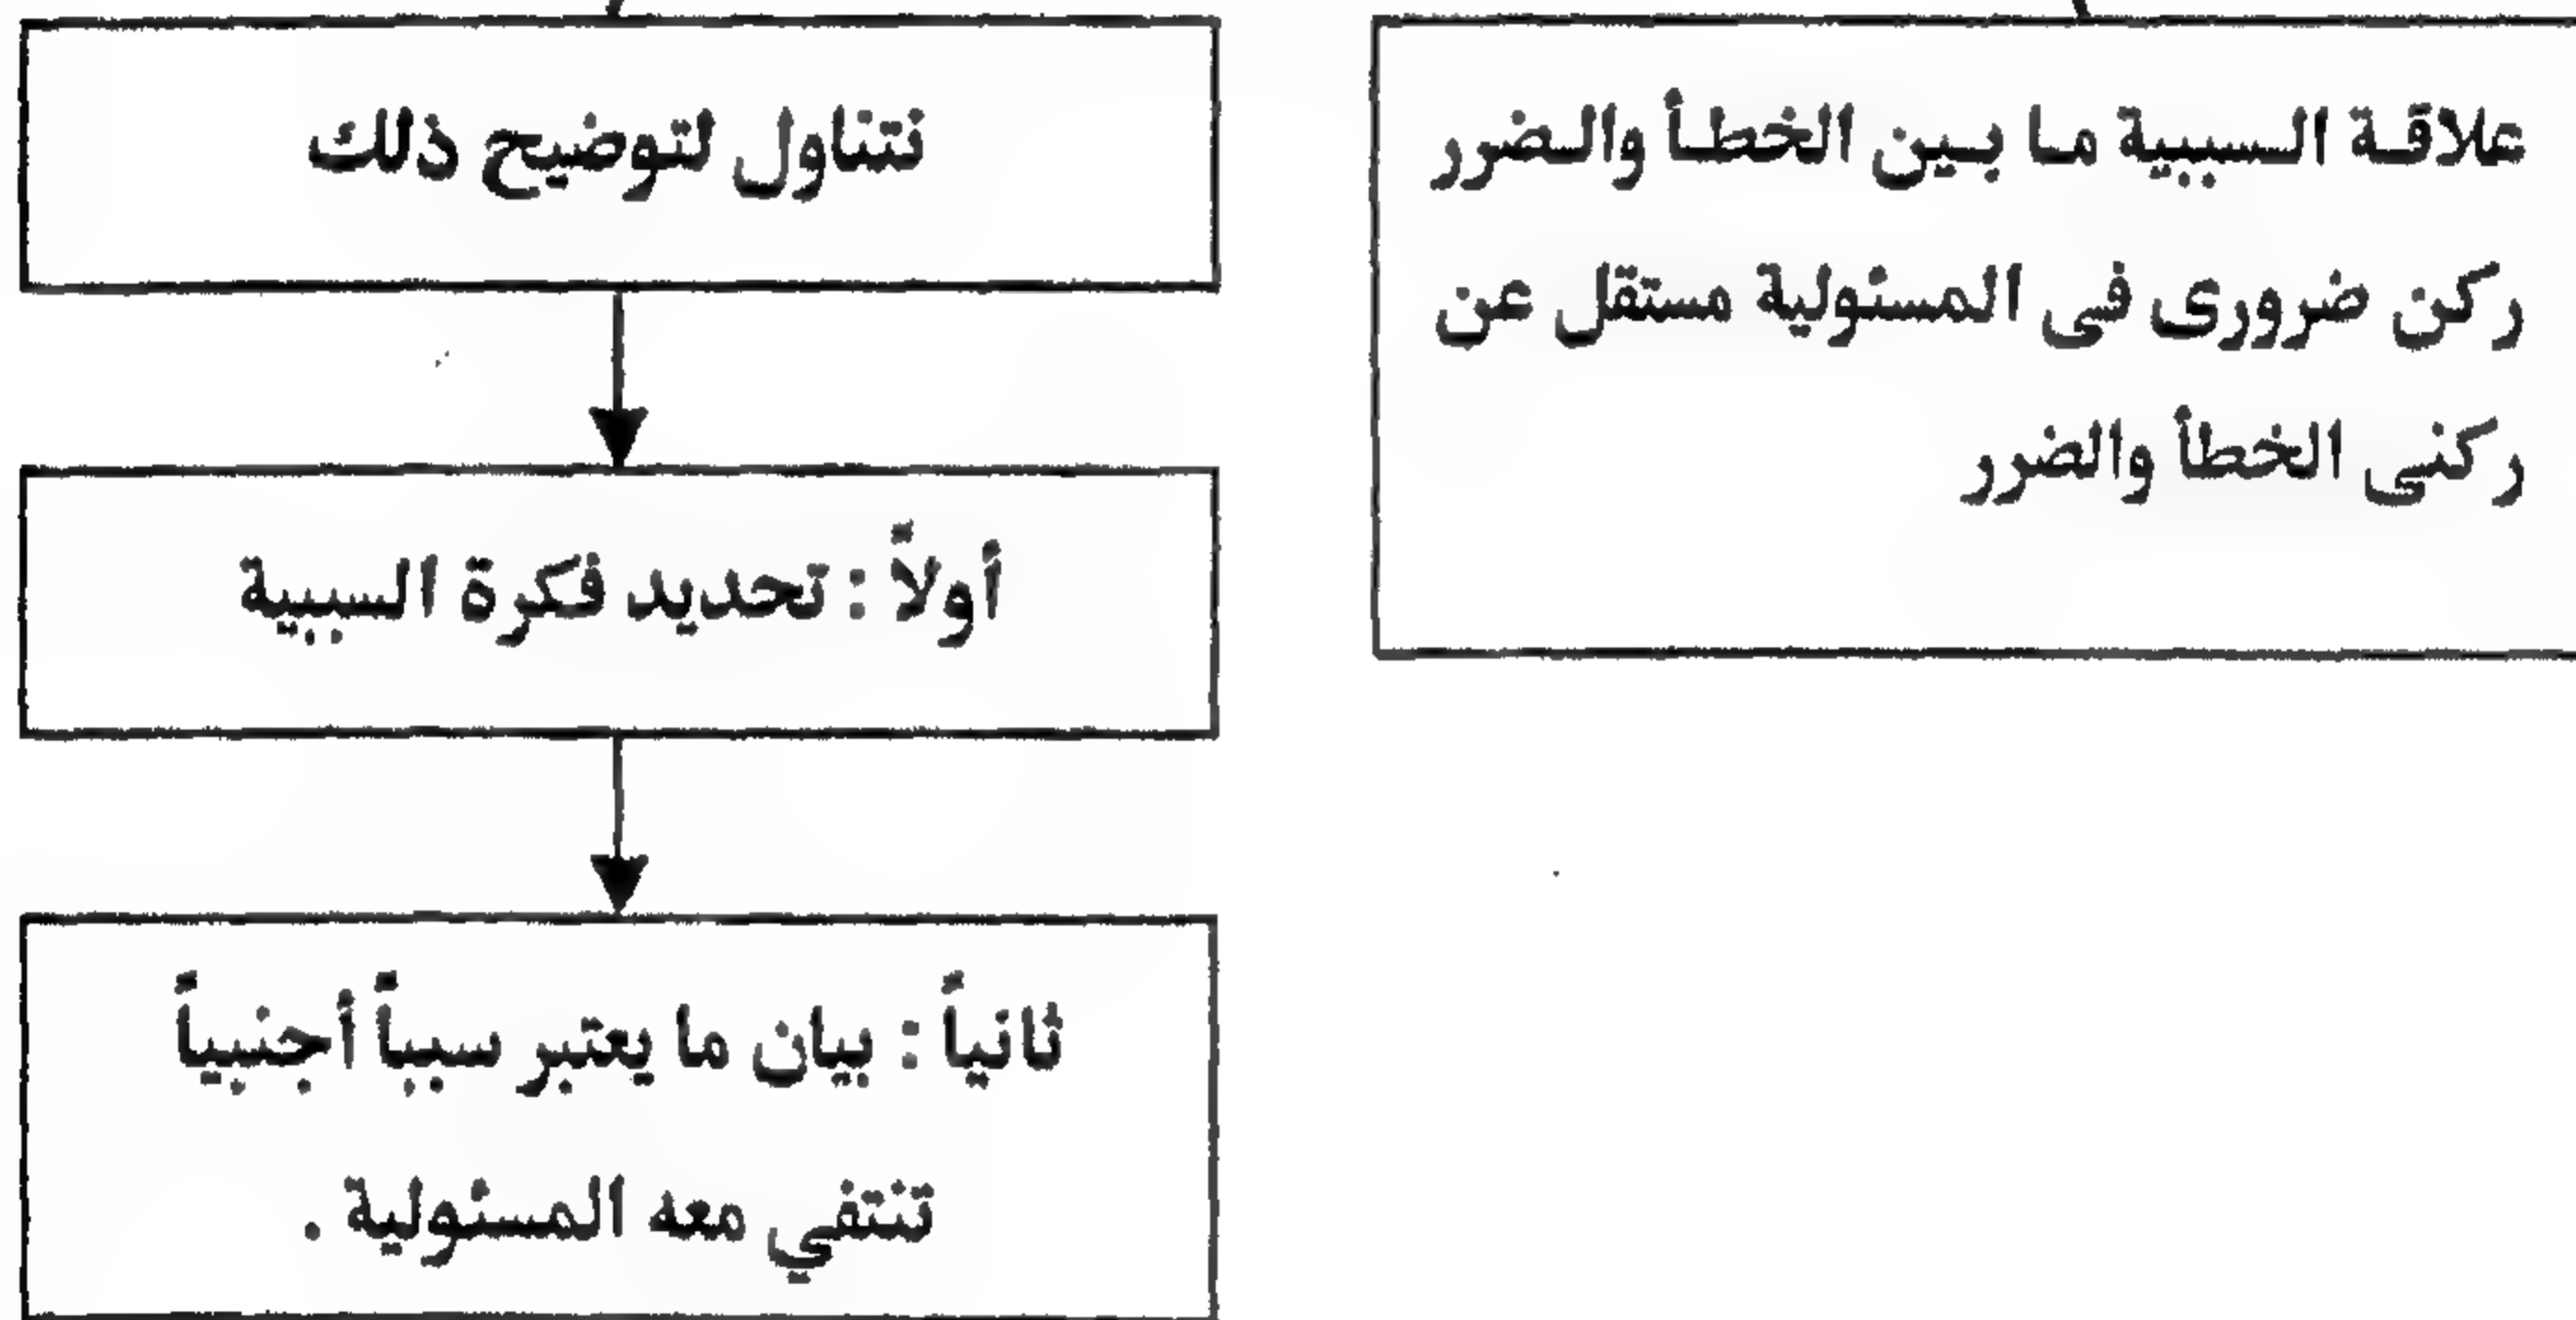 علاقة السببية ما بين الخطأ والضرر
ركن ضرورى فى المسئولية مستقل عن
ركنى الخطأ والضرر
نتناول لتوضيح ذلك
أولاً : تحديد فكرة السببية
ثانياً : بيان ما يعتبر سبباً أجنبياً
تنتفي معه المسئولية .